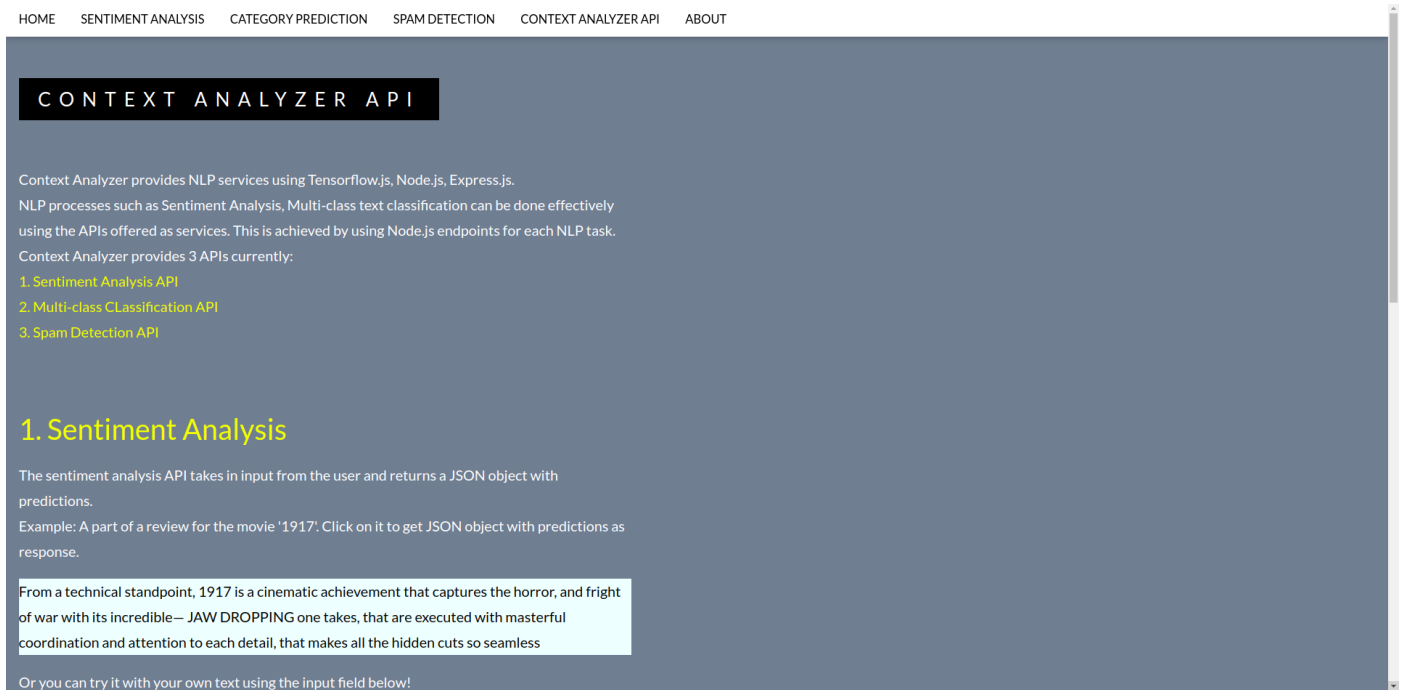 HOME SENTIMENT ANALYSIS CATEGORY PREDICTION SPAM DETECTION CONTEXT ANALYZER API ABOUT
CONTEXT ANALYZER API
Context Analyzer provides NLP services using Tensorflow.js, Node.js, Express.js.
NLP processes such as Sentiment Analysis, Multi-class text classification can be done effectively
using the APIs offered as services. This is achieved by using Node.js endpoints for each NLP task.
Context Analyzer provides 3 APIs currently:
1. Sentiment Analysis API
2. Multi-class CLassification API
3. Spam Detection API
1. Sentiment Analysis
The sentiment analysis API takes in input from the user and returns a JSON object with
predictions.
Example: A part of a review for the movie '1917'. Click on it to get JSON object with predictions as
response.
From a technical standpoint, 1917 is a cinematic achievement that captures the horror, and fright
of war with its incredible— JAW DROPPING one takes, that are executed with masterful
coordination and attention to each detail, that makes all the hidden cuts so seamless
Or you can try it with your own text using the input field below!